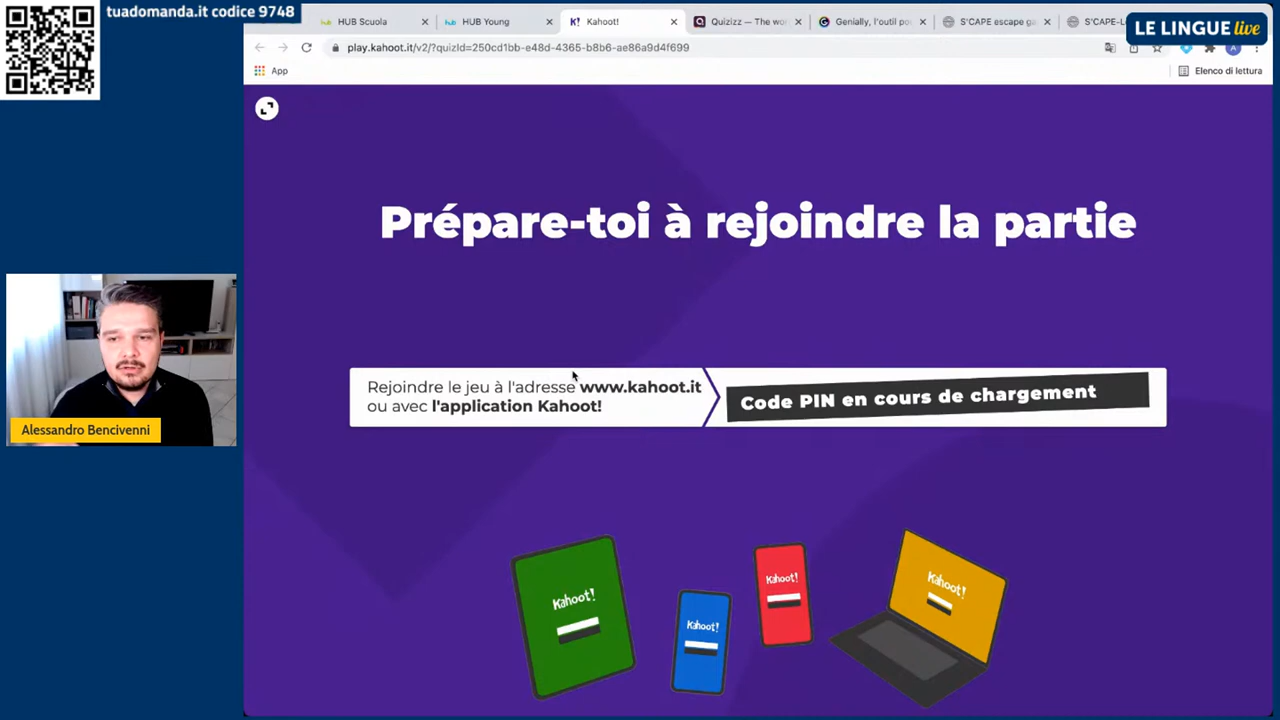 tuadomanda.it codice 9748
HUB Scuola
HUB Young
Kahoot!
Quizizz — The wor
Genially, l'outil pou
S'CAPE escape ga
S'CAPE-L
LE LINGUE live
play.kahoot.it/v2/?quizId=250cd1bb-e48d-4365-b8b6-ae86a9d4f699
App
Elenco di lettura
Prépare-toi à rejoindre la partie
Rejoindre le jeu à l'adresse www.kahoot.it
ou avec l'application Kahoot!
Code PIN en cours de chargement
Alessandro Bencivenni
Kahoot!
Kahoot!
Kahoot!
Kahoot!